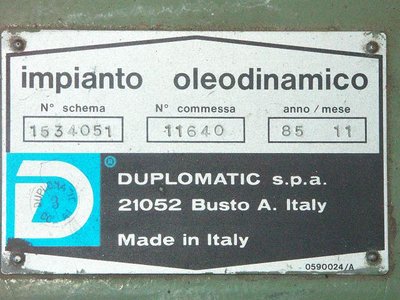 impianto oleodinamico
N° schema N° commessa anno / mese
1534051 11640 85 11
D ®
DUPLOMATIC s.p.a.
21052 Busto A. Italy
Made in Italy
0590024/A